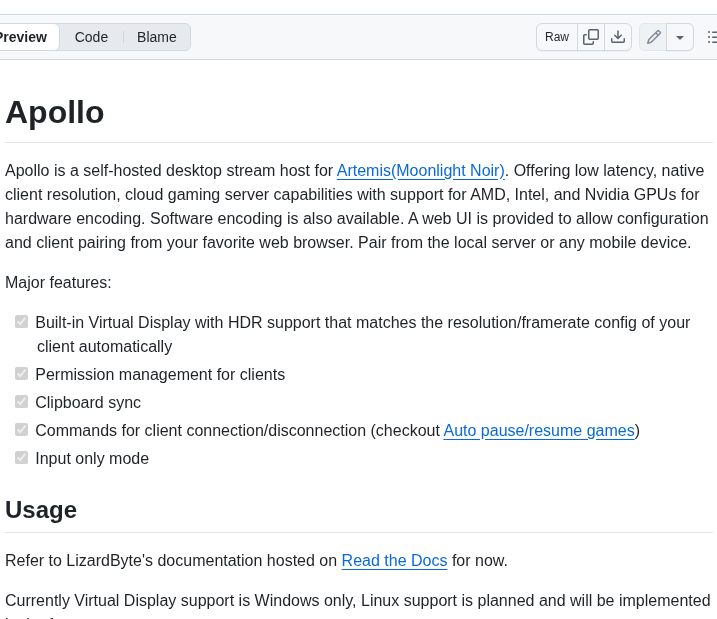 Preview Code Blame Raw
Apollo
Apollo is a self-hosted desktop stream host for Artemis(Moonlight Noir). Offering low latency, native
client resolution, cloud gaming server capabilities with support for AMD, Intel, and Nvidia GPUs for
hardware encoding. Software encoding is also available. A web UI is provided to allow configuration
and client pairing from your favorite web browser. Pair from the local server or any mobile device.
Major features:
Built-in Virtual Display with HDR support that matches the resolution/framerate config of your
client automatically
Permission management for clients
Clipboard sync
Commands for client connection/disconnection (checkout Auto pause/resume games)
Input only mode
Usage
Refer to LizardByte's documentation hosted on Read the Docs for now.
Currently Virtual Display support is Windows only, Linux support is planned and will be implemented